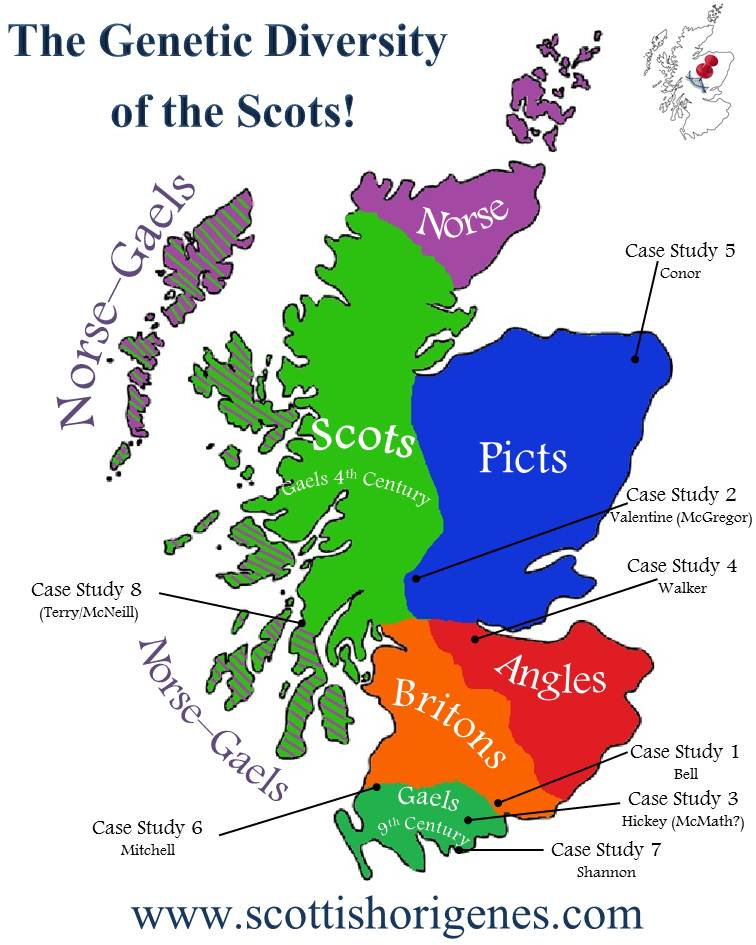 The Genetic Diversity
of the Scots!
Norse–Gaels
Norse
Case Study 5
Conor
Scots
Gaels 4th Century
Picts
Case Study 2
Valentine (McGregor)
Case Study 4
Walker
Case Study 8
(Terry/McNeill)
Norse–Gaels
Angles
Britons
Case Study 1
Bell
Gaels
9th Century
Case Study 3
Hickey (McMath?)
Case Study 6
Mitchell
Case Study 7
Shannon
www.scottishorigenes.com